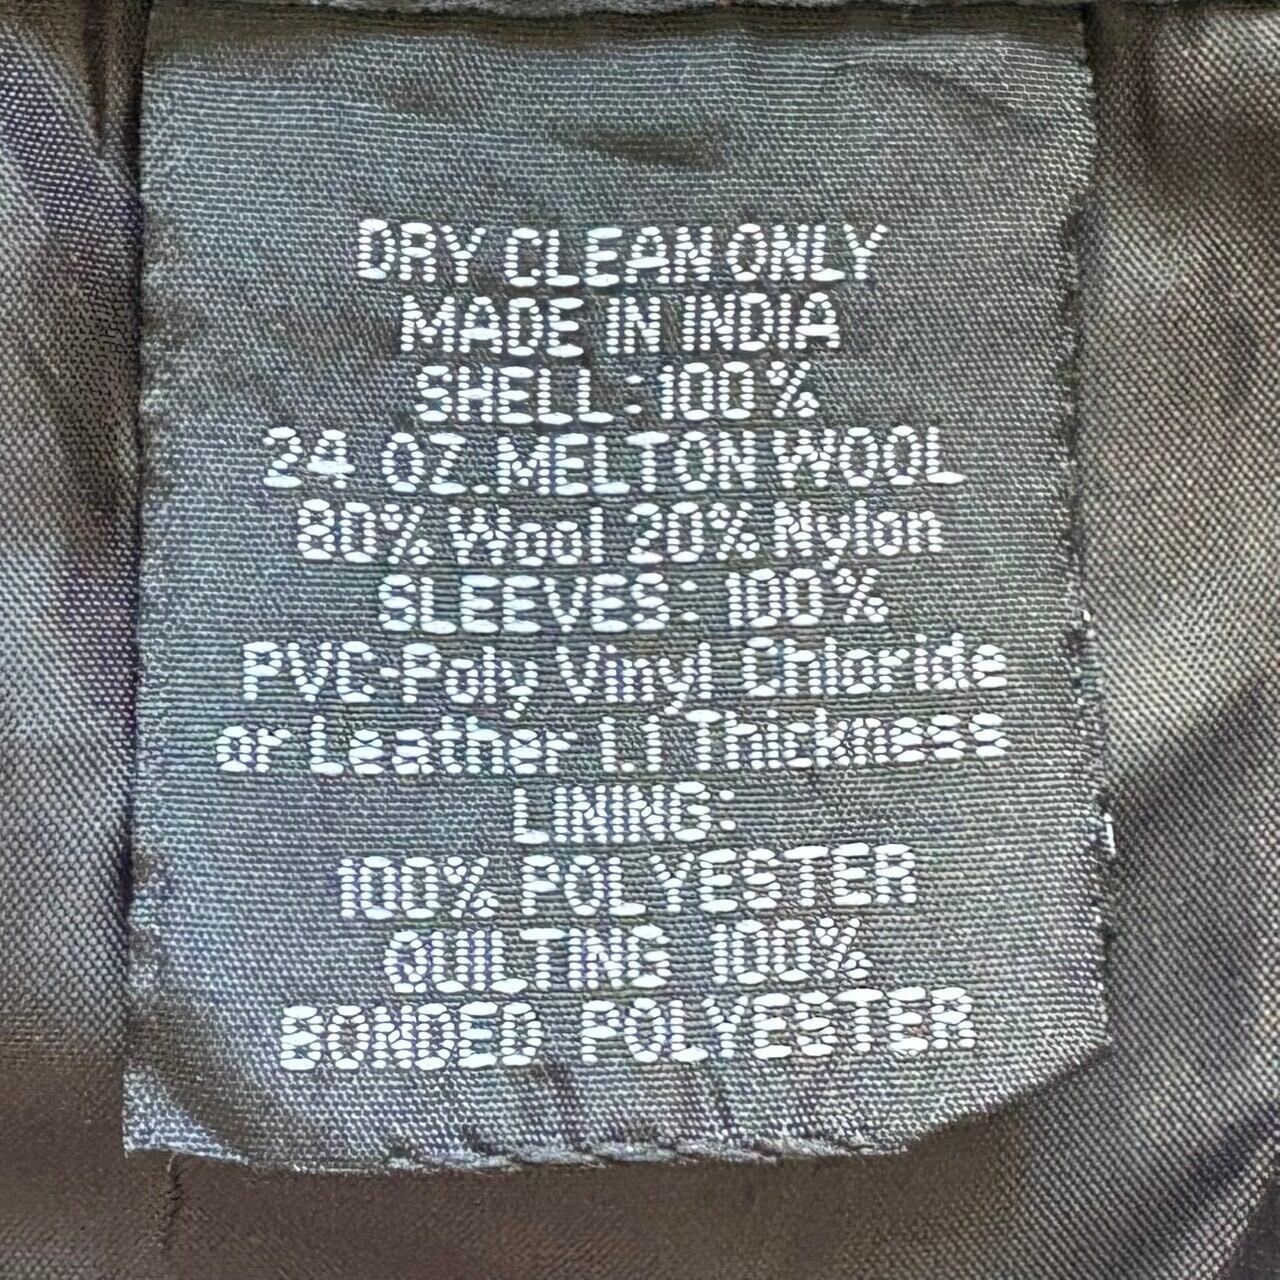 DRY CLEAN ONLY
MADE IN INDIA
SHELL:100%
24 OZ.MELTON WOOL
80% Wool 20% Nylon
SLEEVES: 100%
PVC-Poly Vinyl Chloride
or Leather 1.1 Thickness
LINING:
100% POLYESTER
QUILTING 100%
BONDED POLYESTER